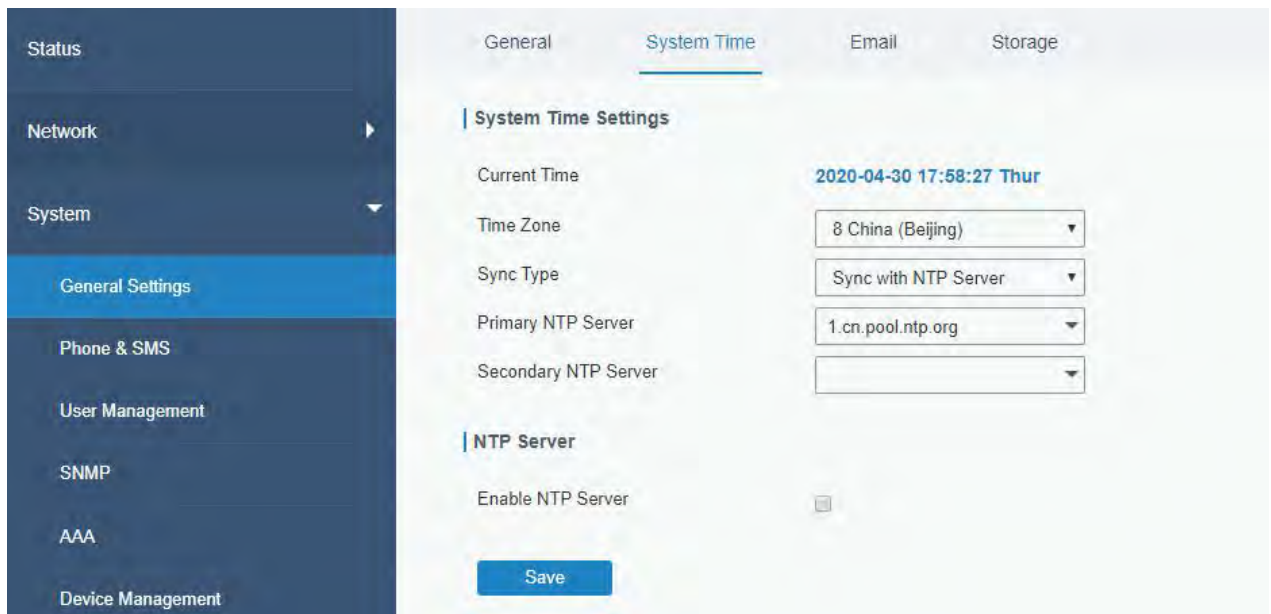 Status
Network
System
General Settings
Phone & SMS
User Management
SNMP
AAA
Device Management
General System Time Email Storage
System Time Settings
Current Time 2020-04-30 17:58:27 Thur
Time Zone 8 China (Beijing)
Sync Type Sync with NTP Server
Primary NTP Server 1.cn.pool.ntp.org
Secondary NTP Server
NTP Server
Enable NTP Server
Save